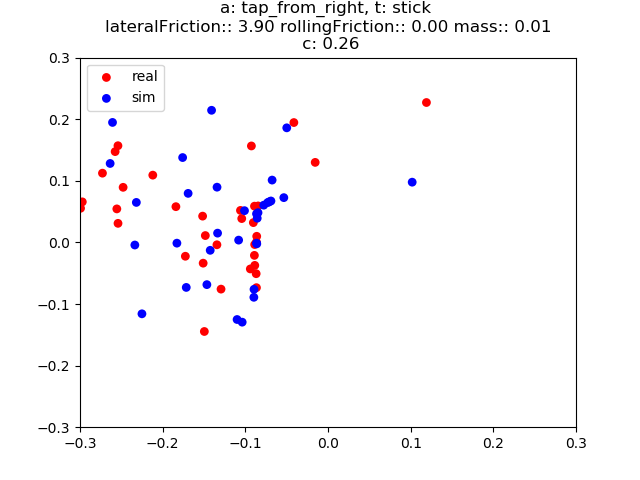 a: tap_from_right, t: stick
lateralFriction:: 3.90 rollingFriction:: 0.00 mass:: 0.01
c: 0.26
real
sim
0.3
0.2
0.1
0.0
−0.1
−0.2
−0.3
−0.3
−0.2
−0.1
0.0
0.1
0.2
0.3